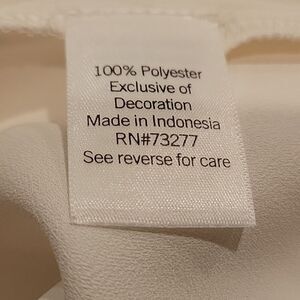 100% Polyester
Exclusive of
Decoration
Made in Indonesia
RN#73277
See reverse for care